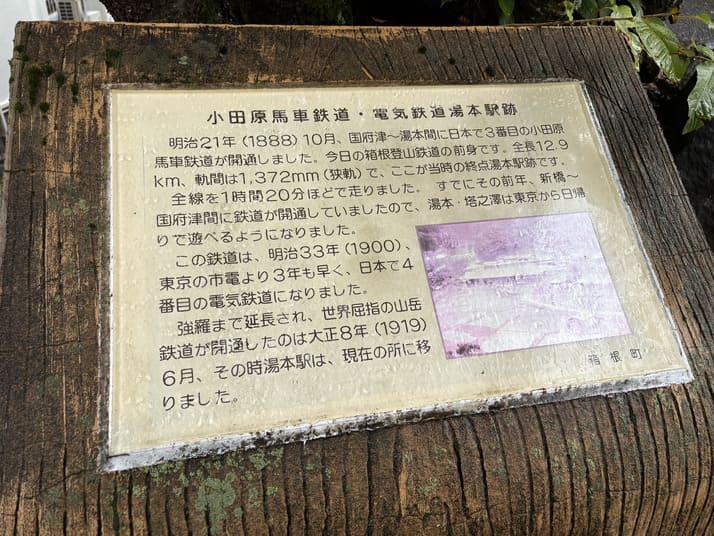 小田原馬車鉄道・電気鉄道湯本駅跡
明治21年(1888)10月、国府津〜湯本間に日本で3番目の小田原
馬車鉄道が開通しました。今日の箱根登山鉄道の前身です。全長12.9
km、軌間は1,372mm(狭軌)で、ここが当時の終点湯本駅跡です。
全線を1時間20分ほどで走りました。すでにその前年、新橋〜
国府津間に鉄道が開通していましたので、湯本・塔之澤は東京から日帰
りで遊べるようになりました。
この鉄道は、明治33年(1900)、
東京の市電より3年も早く、日本で4
番目の電気鉄道になりました。
強羅まで延長され、世界屈指の山岳
鉄道が開通したのは大正8年(1919)
6月、その時湯本駅は、現在の所に移
りました。
箱根町